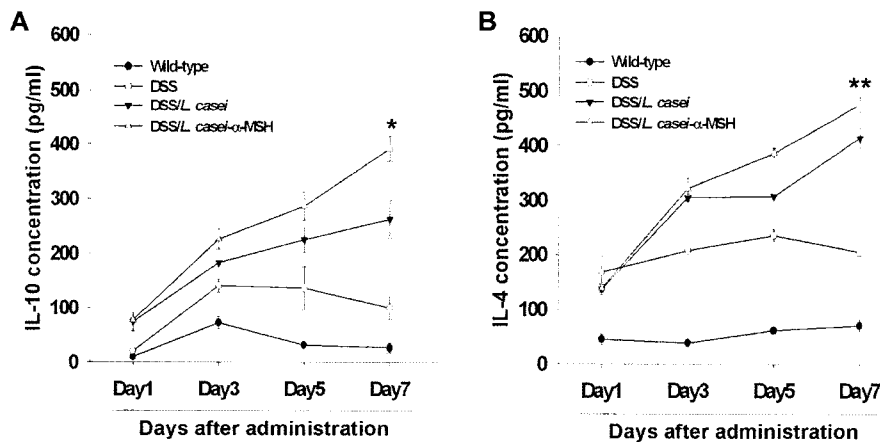 A
IL-10 concentration (pg/ml)
600
500
400
300
200
100
0
Wild-type
DSS
DSS/L. casei
DSS/L. casei-α-MSH
*
Day1 Day3 Day5 Day7
Days after administration
B
IL-4 concentration (pg/ml)
600
500
400
300
200
100
0
Wild-type
DSS
DSS/L. casei
DSS/L. casei-α-MSH
**
Day1 Day3 Day5 Day7
Days after administration